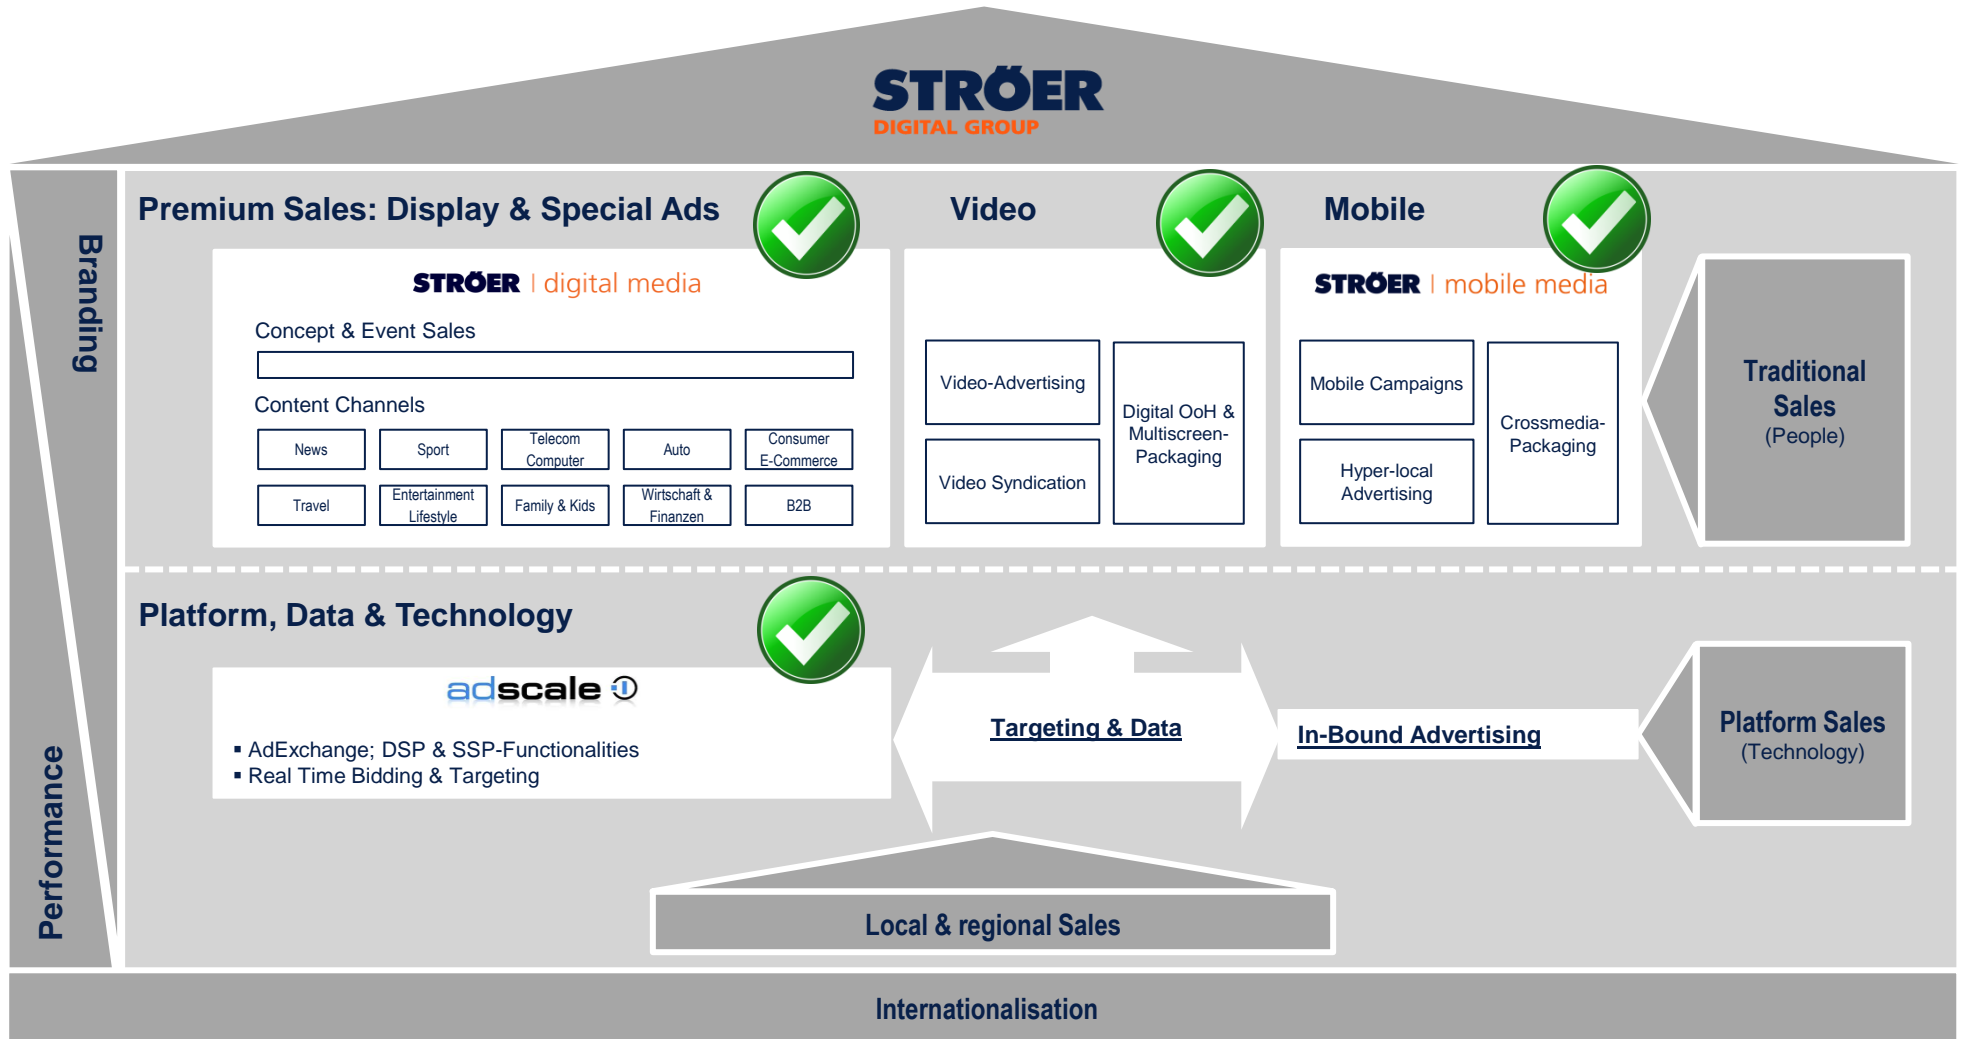 STRÖER
DIGITAL GROUP
Branding
Performance
Premium Sales: Display & Special Ads
STRÖER | digital media
Concept & Event Sales
Content Channels
News
Sport
Telecom
Computer
Auto
Consumer
E-Commerce
Travel
Entertainment
Lifestyle
Family & Kids
Wirtschaft &
Finanzen
B2B
Video
Video-Advertising
Video Syndication
Digital OoH &
Multiscreen-
Packaging
Mobile
STRÖER | mobile media
Mobile Campaigns
Hyper-local
Advertising
Crossmedia-
Packaging
Traditional
Sales
(People)
Platform, Data & Technology
adscale
▪ AdExchange; DSP & SSP-Functionalities
▪ Real Time Bidding & Targeting
Targeting & Data
In-Bound Advertising
Platform Sales
(Technology)
Local & regional Sales
Internationalisation